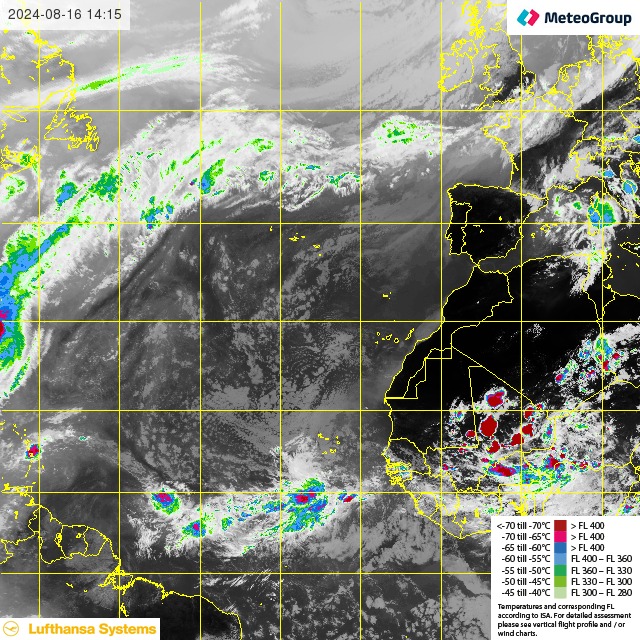 2024-08-16 14:15
MeteoGroup
<-70 till -70°C > FL 400
-70 till -65°C > FL 400
-65 till -60°C > FL 400
-60 till -55°C FL 400 – FL 360
-55 till -50°C FL 360 – FL 330
-50 till -45°C FL 330 – FL 300
-45 till -40°C FL 300 – FL 280
Temperatures and corresponding FL
according to ISA. For detailed assessment
please see vertical flight profile and / or
wind charts.
Lufthansa Systems